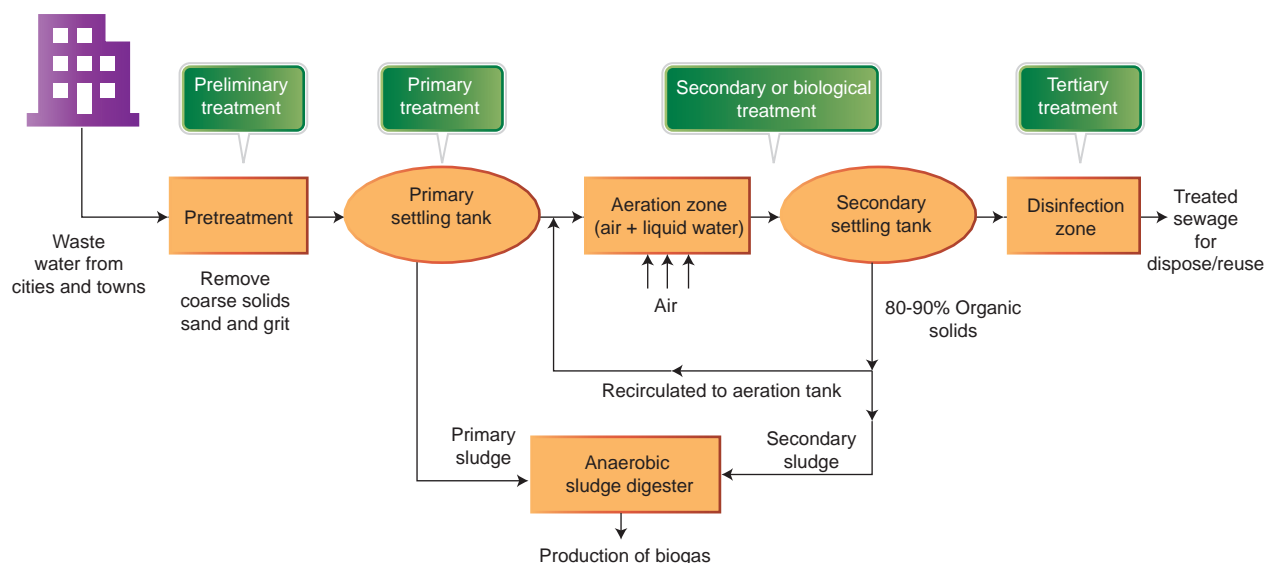 Preliminary
treatment
Primary
treatment
Secondary or biological
treatment
Tertiary
treatment
Pretreatment
Primary
settling tank
Aeration zone
(air + liquid water)
Secondary
settling tank
Disinfection
zone
Treated
sewage
for
dispose/reuse
Waste
water from
cities and towns
Remove
coarse solids
sand and grit
Air
80-90% Organic
solids
Recirculated to aeration tank
Primary
sludge
Secondary
sludge
Anaerobic
sludge digester
Production of biogas